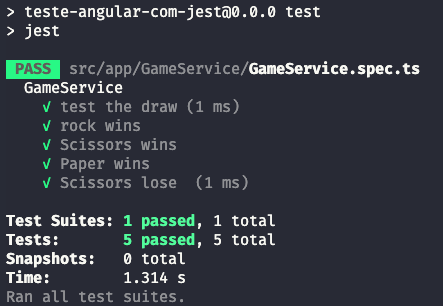 > teste-angular-com-jest@0.0.0 test
> jest
PASS src/app/GameService/GameService.spec.ts
GameService
√ test the draw (1 ms)
√ rock wins
√ Scissors wins
√ Paper wins
√ Scissors lose  (1 ms)
Test Suites: 1 passed, 1 total
Tests:       5 passed, 5 total
Snapshots:   0 total
Time:        1.314 s
Ran all test suites.